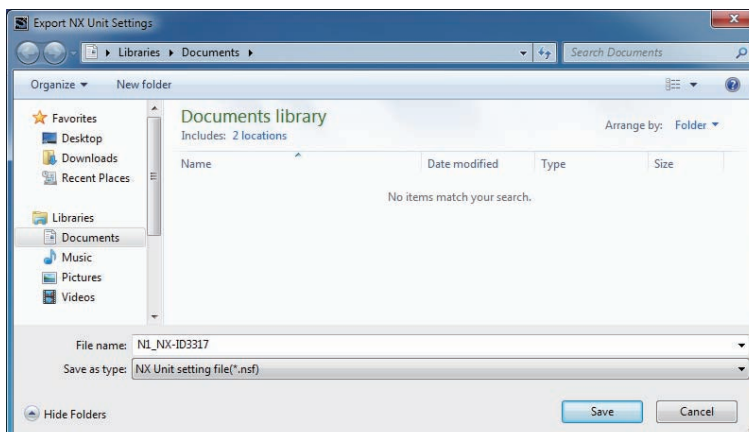 Export NX Unit Settings
Libraries Documents
Search Documents
Organize New folder
Favorites
Desktop
Downloads
Recent Places
Libraries
Documents
Music
Pictures
Videos
Documents library
Includes: 2 locations
Arrange by: Folder
Name Date modified Type Size
No items match your search.
File name: N1_NX-ID3317
Save as type: NX Unit setting file(*.nsf)
Hide Folders
Save Cancel